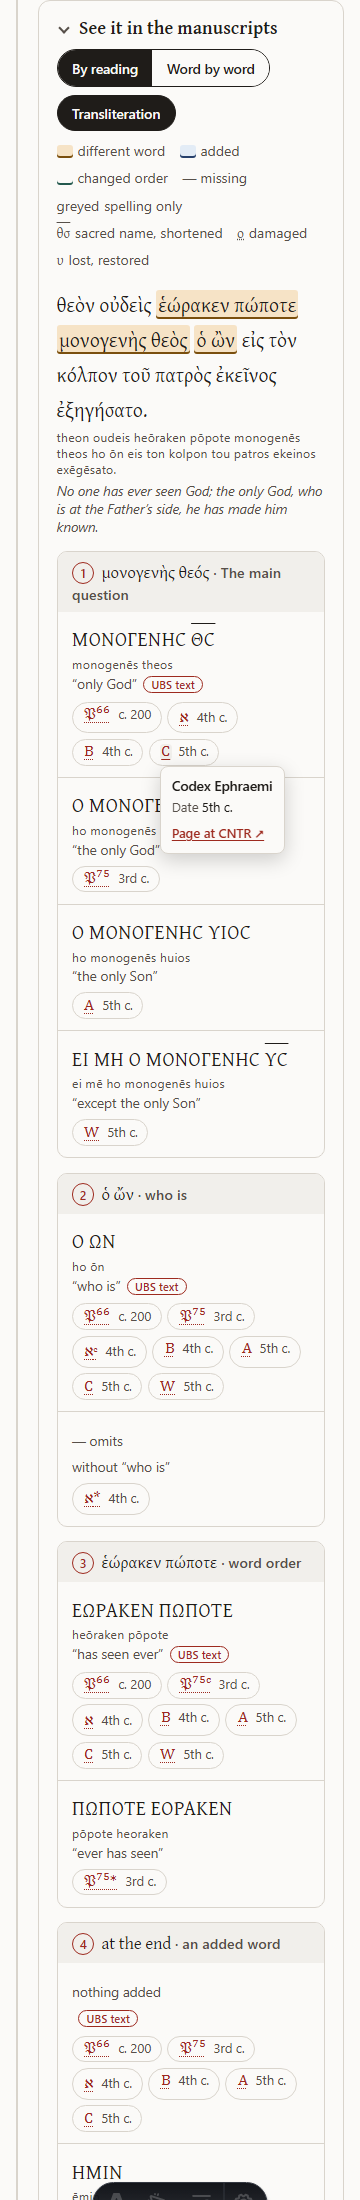 See it in the manuscripts
By reading Word by word
Transliteration
different word added
changed order — missing
greyed spelling only
θσ sacred name, shortened ο̣ damaged
υ lost, restored
θεὸν οὐδεὶς ἑώρακεν πώποτε
μονογενὴς θεὸς ὁ ὢν εἰς τὸν
κόλπον τοῦ πατρὸς ἐκεῖνος
ἐξηγήσατο.
theon oudeis heōraken pōpote monogenēs
theos ho ōn eis ton kolpon tou patros ekeinos
exēgēsato.
No one has ever seen God; the only God, who
is at the Father’s side, he has made him
known.
1 μονογενὴς θεός · The main
question
ΜΟΝΟΓΕΝΗϹ Θ̅Ϲ̅
monogenēs theos
“only God” UBS text
𝔓66 c. 200 ℵ 4th c.
B 4th c. C 5th c.
Codex Ephraemi
Date 5th c.
Page at CNTR ↗
Ο ΜΟΝΟΓΕ
ho monogenēs
“the only God”
𝔓75 3rd c.
Ο ΜΟΝΟΓΕΝΗϹ ΥΙΟϹ
ho monogenēs huios
“the only Son”
A 5th c.
ΕΙ ΜΗ Ο ΜΟΝΟΓΕΝΗϹ Υ̅Ϲ̅
ei mē ho monogenēs huios
“except the only Son”
W 5th c.
2 ὁ ὤν · who is
Ο ΩΝ
ho ōn
“who is” UBS text
𝔓66 c. 200 𝔓75 3rd c.
ℵc 4th c. B 4th c. A 5th c.
C 5th c. W 5th c.
— omits
without “who is”
ℵ* 4th c.
3 ἑώρακεν πώποτε · word order
ΕΩΡΑΚΕΝ ΠΩΠΟΤΕ
heōraken pōpote
“has seen ever” UBS text
𝔓66 c. 200 𝔓75c 3rd c.
ℵ 4th c. B 4th c. A 5th c.
C 5th c. W 5th c.
ΠΩΠΟΤΕ ΕΟΡΑΚΕΝ
pōpote heoraken
“ever has seen”
𝔓75* 3rd c.
4 at the end · an added word
nothing added
UBS text
𝔓66 c. 200 𝔓75 3rd c.
ℵ 4th c. B 4th c. A 5th c.
C 5th c.
ΗΜΙΝ